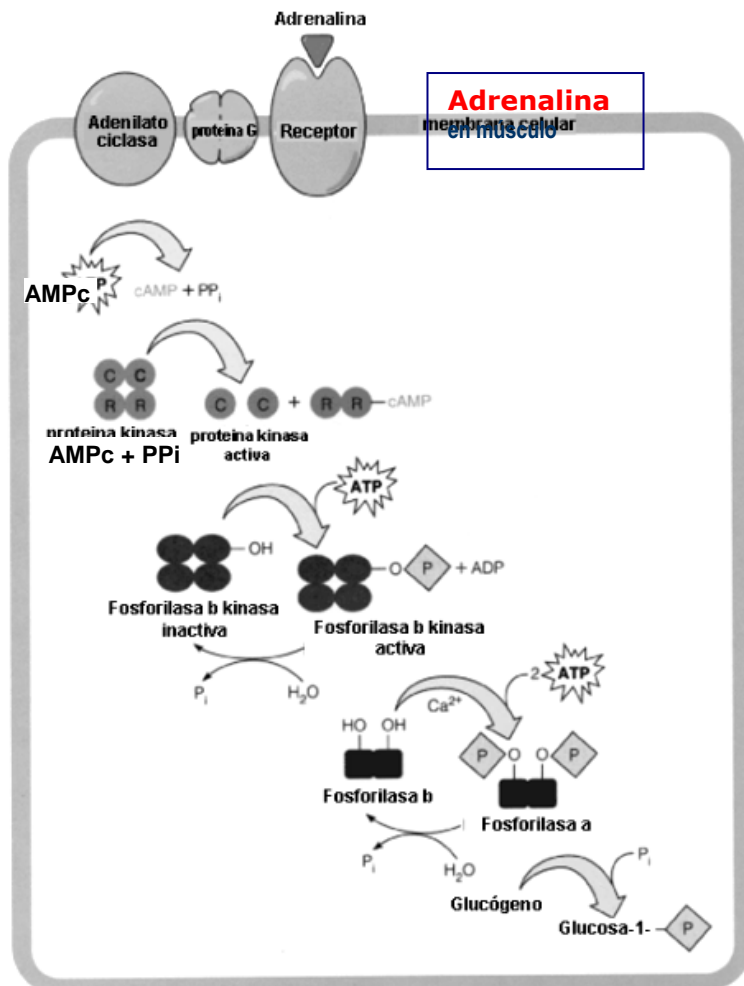 Adrenalina
Adenilato
ciclasa
proteina G
Receptor
Adrenalina
membrana celular
en músculo
AMPc
cAMP + PPi
C C
R R
C C + R R cAMP
proteina kinasa
proteina kinasa
activa
AMPc + PPi
ATP
OH
O P + ADP
Fosforilasa b kinasa
inactiva
Fosforilasa b kinasa
activa
Pi
H2O
2 ATP
Ca2+
HO OH
P O O P
Fosforilasa b
Fosforilasa a
Pi
H2O
Pi
Glucógeno
Glucosa-1- P